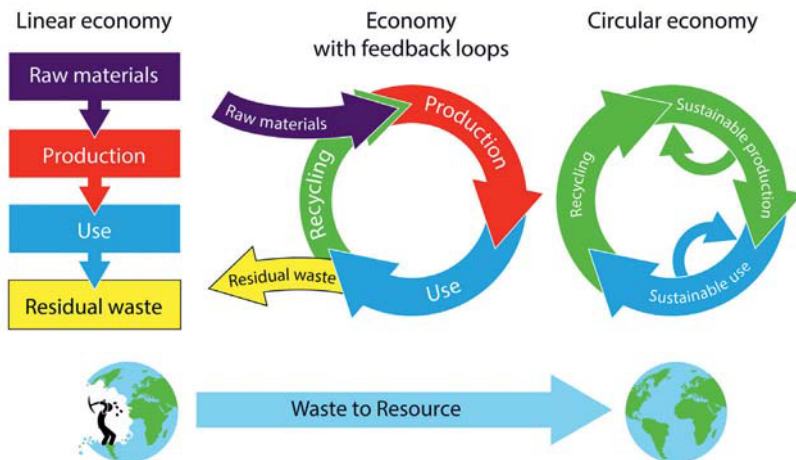 Linear economy
Raw materials
Production
Use
Residual waste
Economy
with feedback loops
Raw materials
Production
Use
Recycling
Residual waste
Circular economy
Sustainable production
Sustainable use
Recycling
Waste to Resource